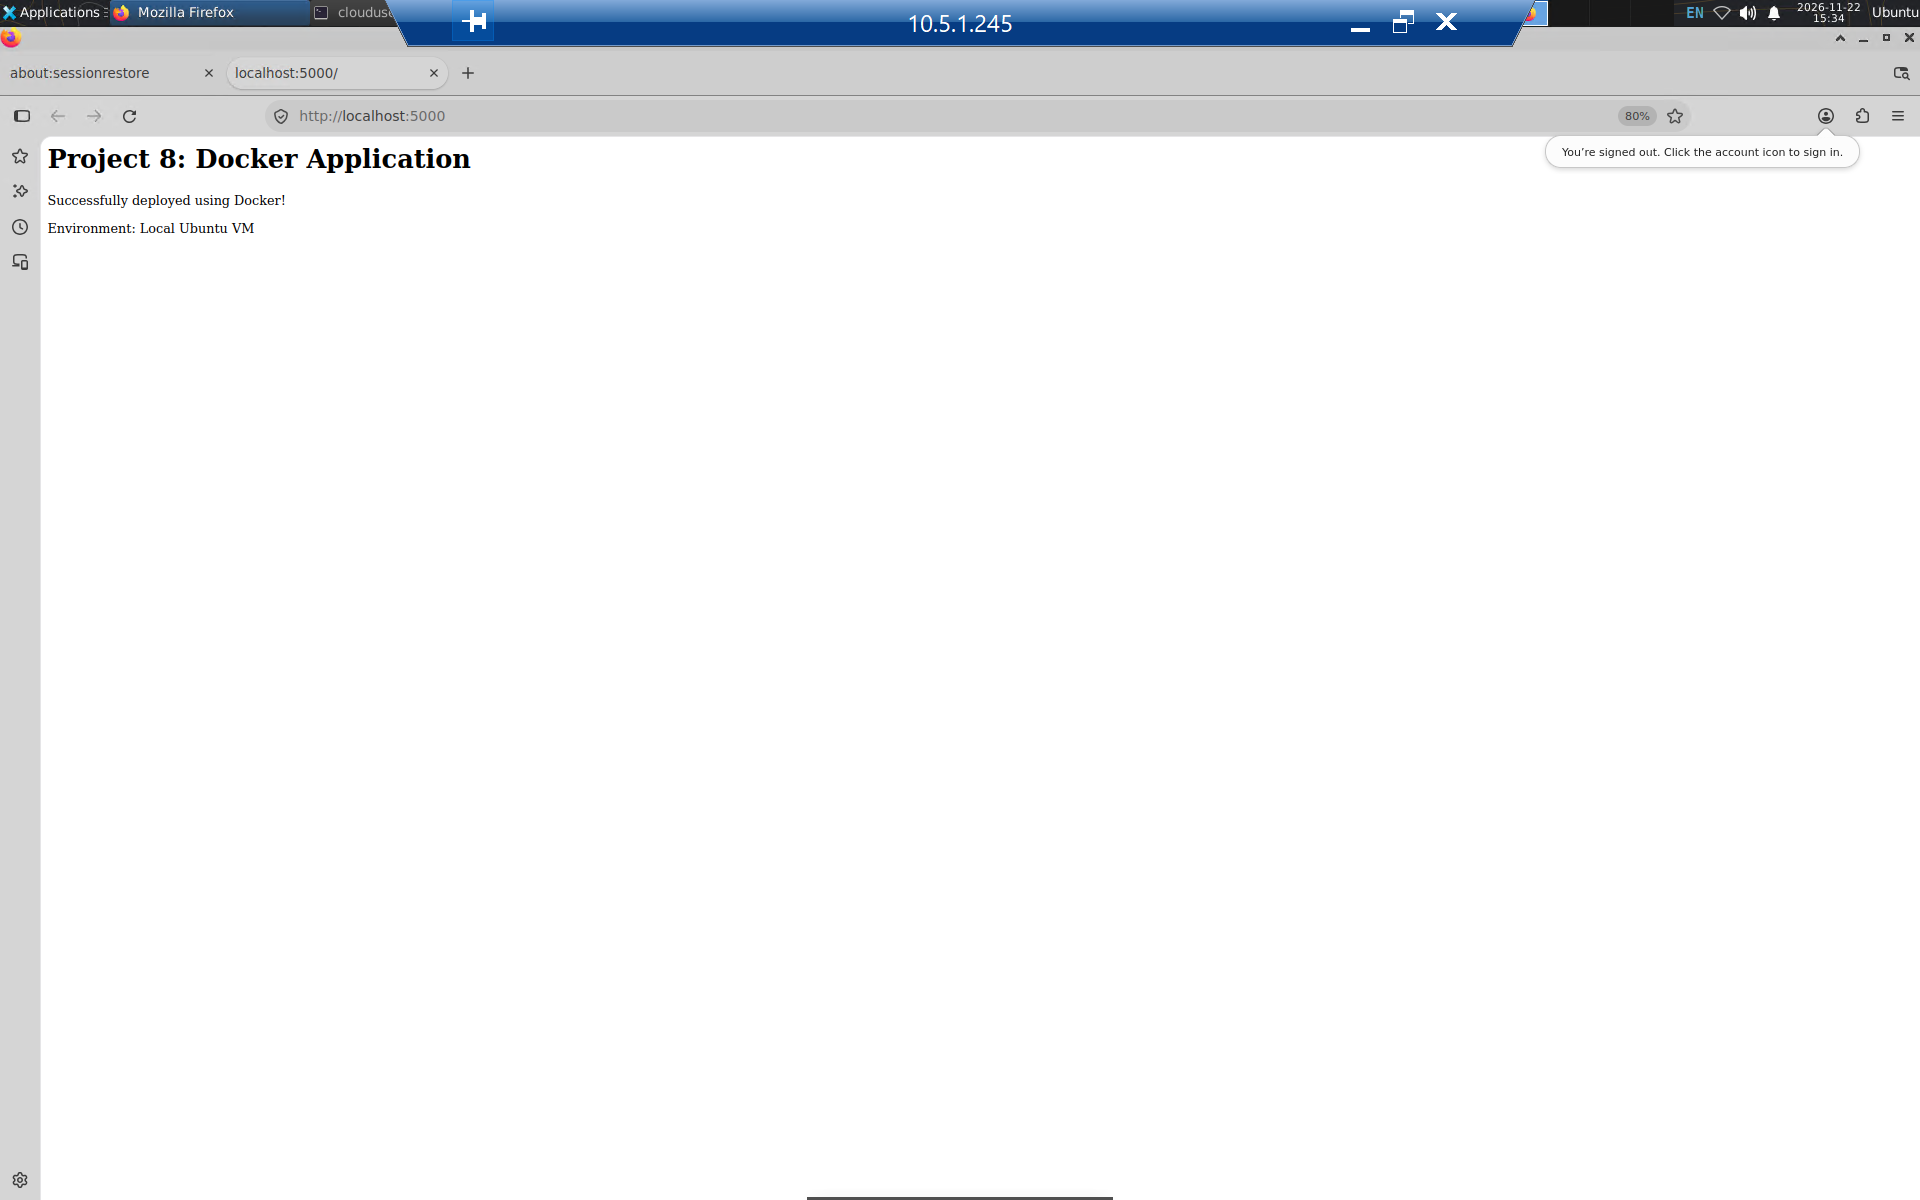 Applications
Mozilla Firefox
clouduse
10.5.1.245
EN
2026-11-22
15:34
Ubuntu
about:sessionrestore
localhost:5000/
http://localhost:5000
80%
You’re signed out. Click the account icon to sign in.
Project 8: Docker Application
Successfully deployed using Docker!
Environment: Local Ubuntu VM